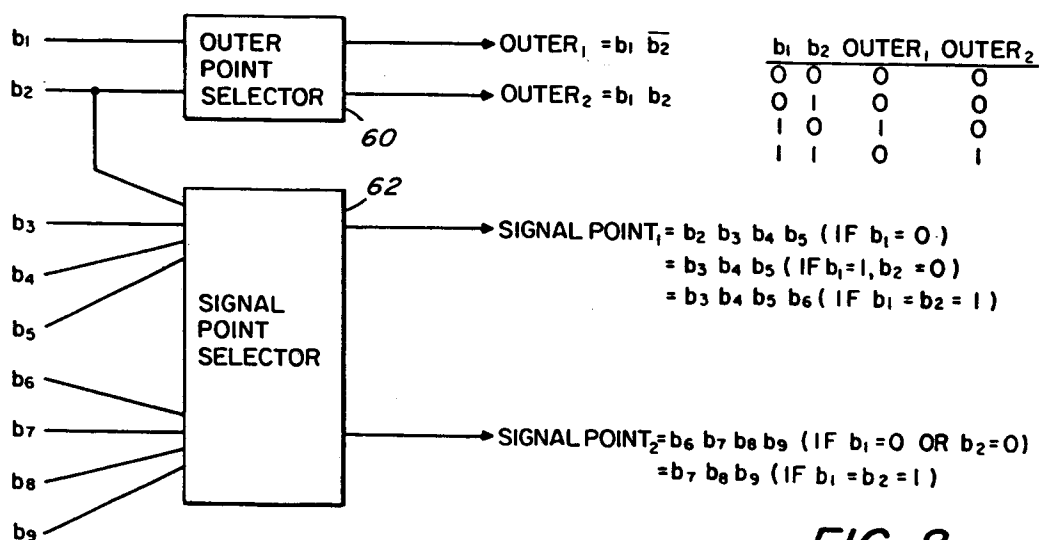 b₁
OUTER
POINT
SELECTOR
OUTER₁ = b₁ b̅₂
b₂
OUTER₂ = b₁ b₂
60
b₁ b₂ OUTER₁ OUTER₂
0 0 0 0
0 1 0 0
1 0 1 0
1 1 0 1
62
b₃
b₄
b₅
b₆
b₇
b₈
b₉
SIGNAL
POINT
SELECTOR
SIGNAL POINT₁ = b₂ b₃ b₄ b₅ (IF b₁ = 0)
= b₃ b₄ b₅ (IF b₁=1, b₂ =0)
= b₃ b₄ b₅ b₆ (IF b₁ = b₂ = 1)
SIGNAL POINT₂=b₆ b₇ b₈ b₉ (IF b₁=0 OR b₂=0)
=b₇ b₈ b₉ (IF b₁ =b₂ =1)